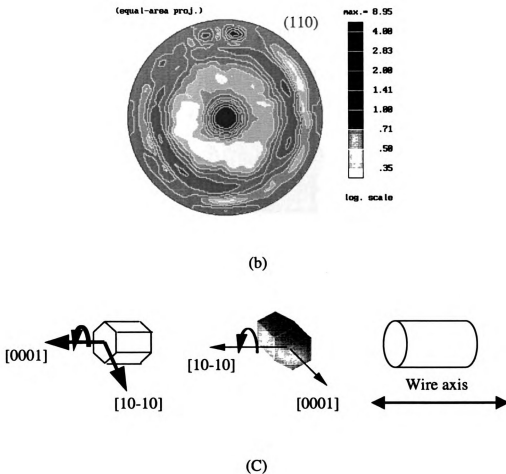 (equal-area proj.)
(110)
max.= 8.95
4.00
2.83
2.00
1.41
1.00
.71
.50
.35
log. scale
(b)
[0001]
[10-10]
[10-10]
[0001]
Wire axis
(C)